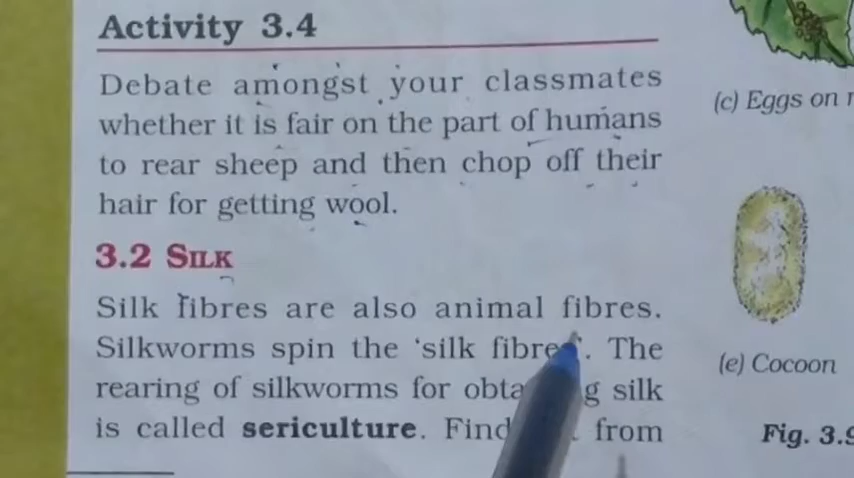 Activity 3.4
Debate amongst your classmates
whether it is fair on the part of humans
to rear sheep and then chop off their
hair for getting wool.
3.2 SILK
Silk fibres are also animal fibres.
Silkworms spin the ‘silk fibres’. The
rearing of silkworms for g silk
is called sericulture. Find from
(c) Eggs on
(e) Cocoon
Fig. 3.9